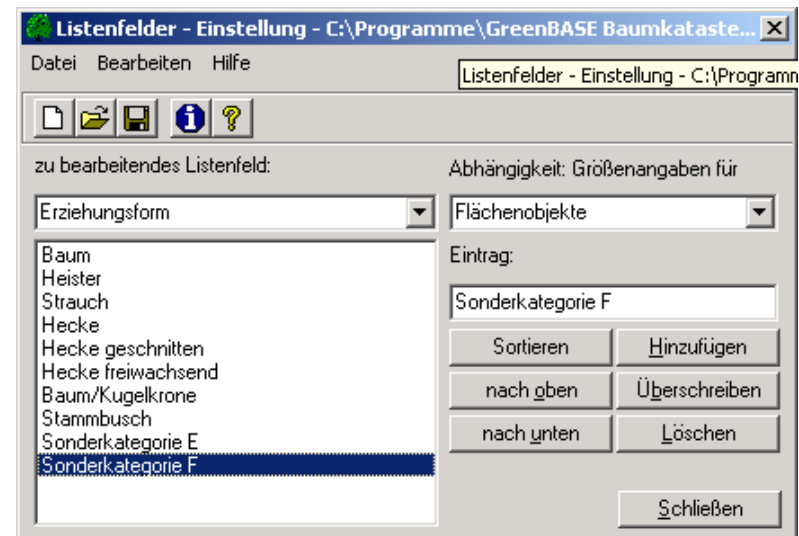 Listenfelder - Einstellung - C:\Programme\GreenBASE Baumkataste...
Datei Bearbeiten Hilfe
Listenfelder - Einstellung - C:\Programm
zu bearbeitendes Listenfeld:
Abhängigkeit: Größenangaben für
Erziehungsform
Flächenobjekte
Baum
Heister
Strauch
Hecke
Hecke geschnitten
Hecke freiwachsend
Baum/Kugelkrone
Stammbusch
Sonderkategorie E
Sonderkategorie F
Eintrag:
Sonderkategorie F
Sortieren
Hinzufügen
nach oben
Überschreiben
nach unten
Löschen
Schließen